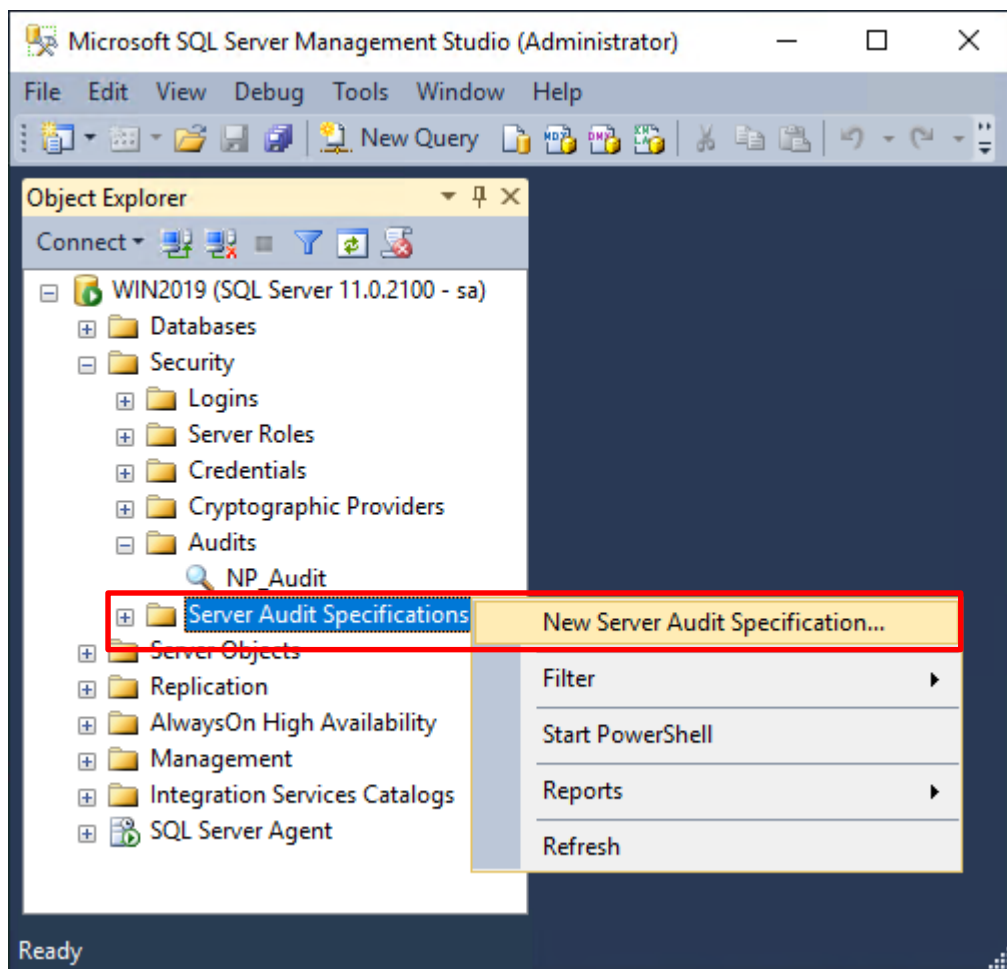 Microsoft SQL Server Management Studio (Administrator)
File Edit View Debug Tools Window Help
New Query
Object Explorer
Connect
WIN2019 (SQL Server 11.0.2100 - sa)
Databases
Security
Logins
Server Roles
Credentials
Cryptographic Providers
Audits
NP_Audit
Server Audit Specifications
Server Objects
Replication
AlwaysOn High Availability
Management
Integration Services Catalogs
SQL Server Agent
New Server Audit Specification...
Filter
Start PowerShell
Reports
Refresh
Ready